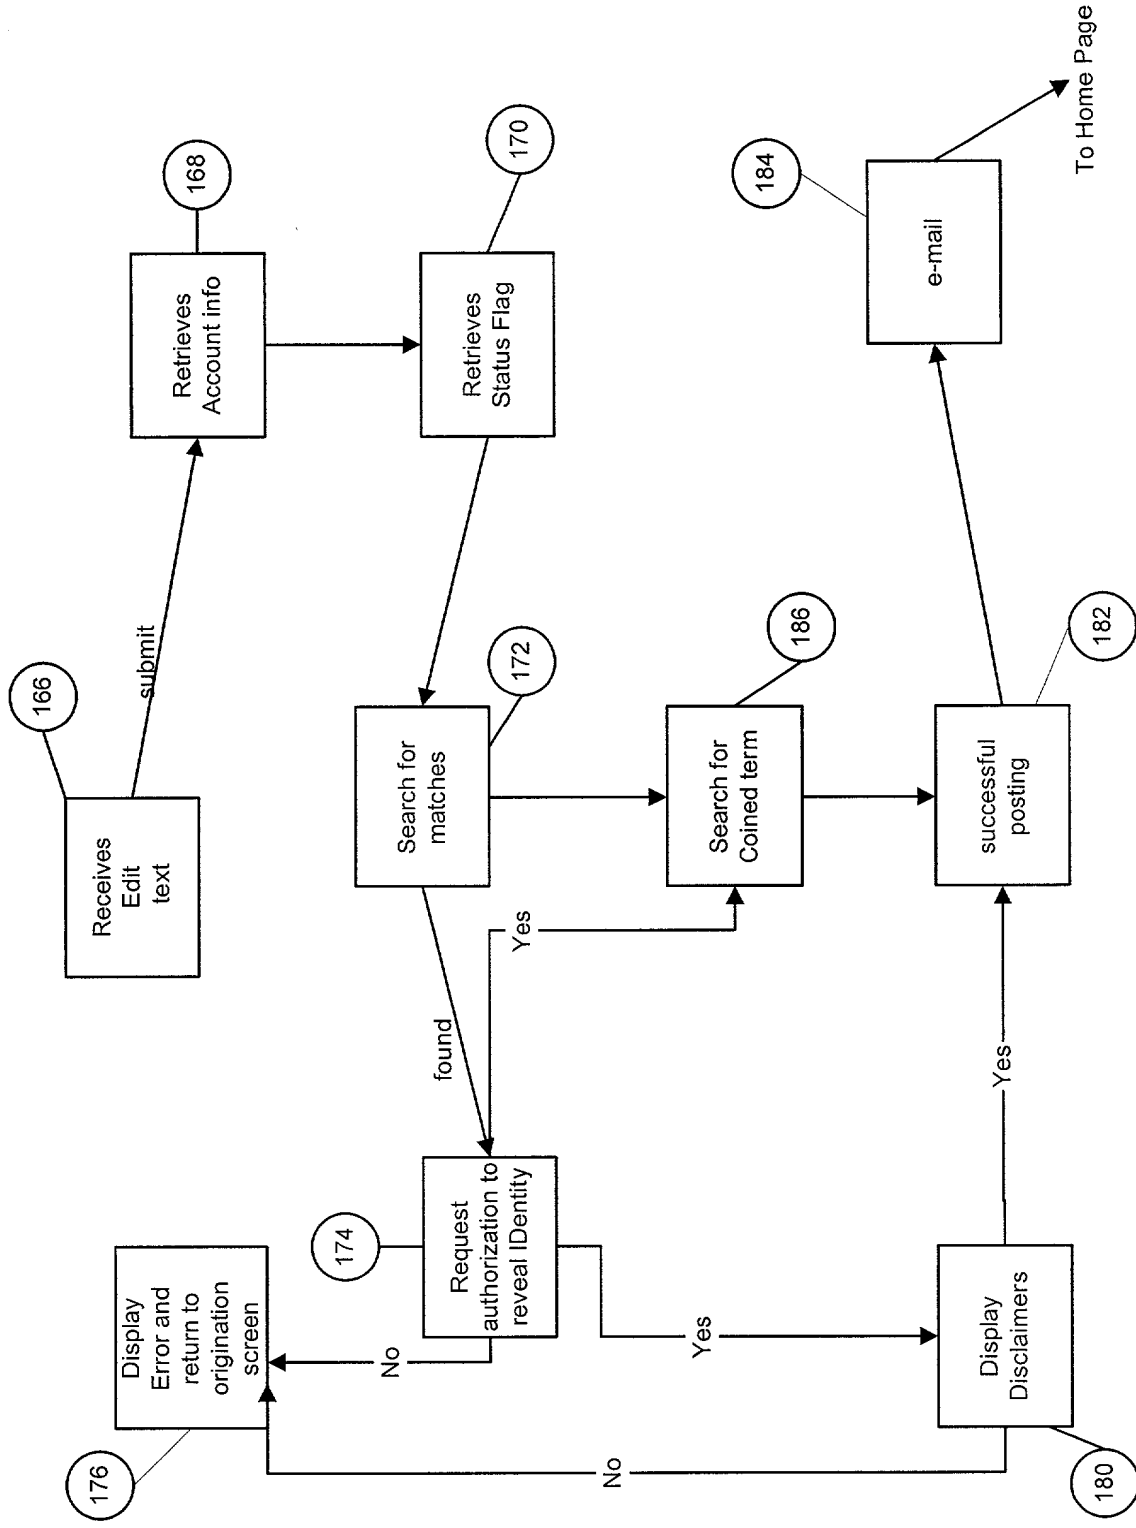 166
Receives
Edit
text
submit
168
Retrieves
Account info
170
Retrieves
Status Flag
172
Search for
matches
found
174
Request
authorization to
reveal IDentity
No
176
Display
Error and
return to
origination
screen
Yes
186
Search for
Coined term
Yes
180
Display
Disclaimers
No
Yes
182
successful
posting
184
e-mail
To Home Page